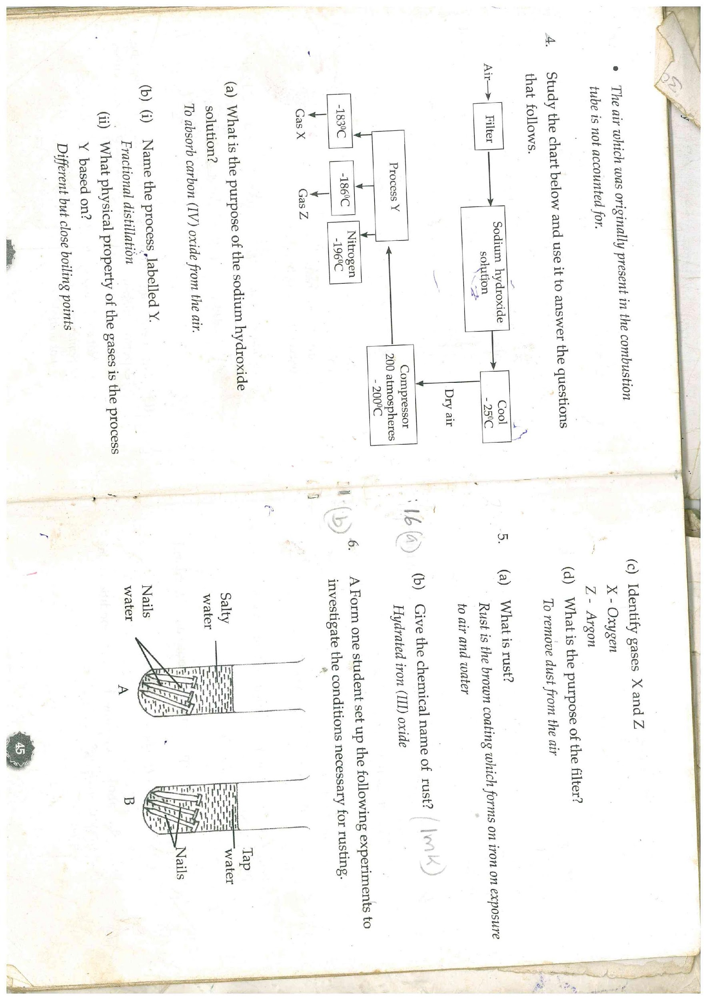 • The air which was originally present in the combustion
tube is not accounted for.
4. Study the chart below and use it to answer the questions
that follows.
Air
Filter
Sodium hydroxide
solution
Cool
- 25⁰C
Dry air
Compressor
200 atmospheres
- 200⁰C
Process Y
-183⁰C
-186⁰C
Nitrogen
-196⁰C
Gas X
Gas Z
(a) What is the purpose of the sodium hydroxide
solution?
To absorb carbon (IV) oxide from the air.
(b) (i) Name the process labelled Y.
Fractional distillation
(ii) What physical property of the gases is the process
Y based on?
Different but close boiling points
(c) Identify gases X and Z
X - Oxygen
Z - Argon
(d) What is the purpose of the filter?
To remove dust from the air
5. (a) What is rust?
Rust is the brown coating which forms on iron on exposure
to air and water
16 (a)
(b) Give the chemical name of rust? (1mk)
Hydrated iron (III) oxide
(b) 6. A Form one student set up the following experiments to
investigate the conditions necessary for rusting.
Salty
water
Nails
water
A
Tap
water
Nails
B
45